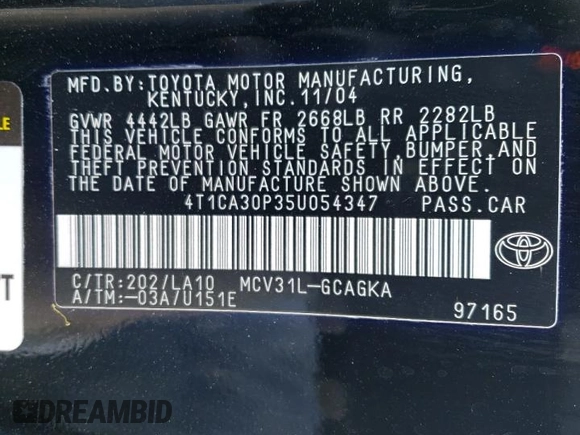 MFD.BY:TOYOTA MOTOR MANUFACTURING,
KENTUCKY,INC.11/04
GVWR 4442LB GAWR FR 2668LB RR 2282LB
THIS VEHICLE CONFORMS TO ALL APPLICABLE
FEDERAL MOTOR VEHICLE SAFETY,BUMPER,AND
THEFT PREVENTION STANDARDS IN EFFECT ON
THE DATE OF MANUFACTURE SHOWN ABOVE.
4T1CA30P35U054347 PASS.CAR
C/TR:202/LA10 MCV31L-GCAGKA
A/TM:-03A/U151E
97165
DREAMBID